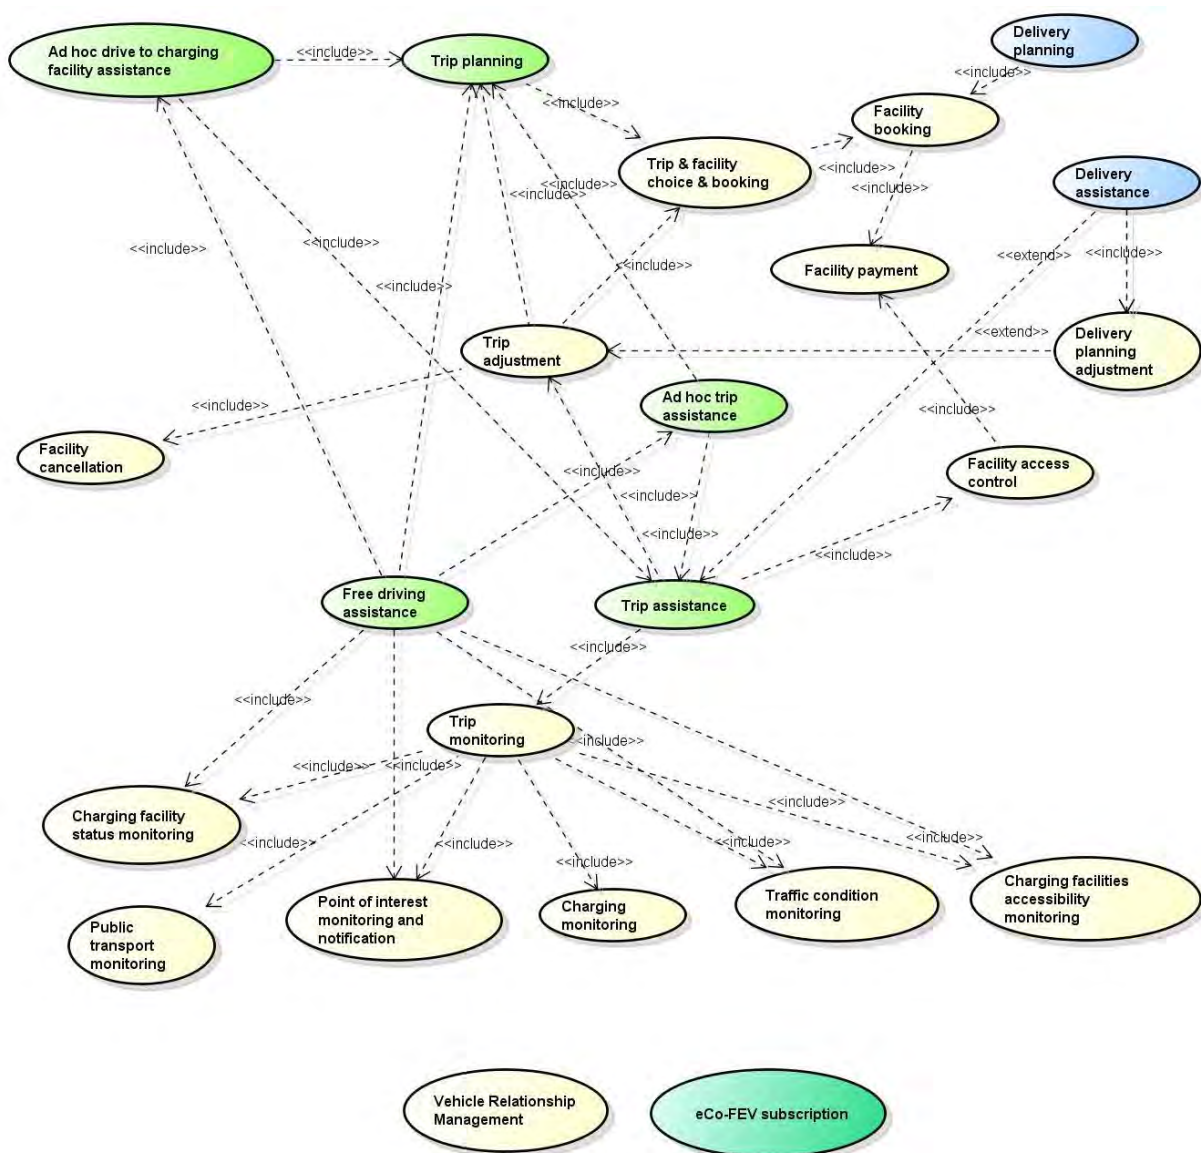 Ad hoc drive to charging
facility assistance
<<include>>
Trip planning
Delivery
planning
<<include>>
<<include>>
Facility
booking
Trip & facility
choice & booking
<<include>>
<<include>>
<<include>>
<<include>>
Delivery
assistance
<<include>>
<<include>>
<<include>>
<<include>>
Facility payment
<<extend>>
<<include>>
<<extend>>
Trip
adjustment
Delivery
planning
adjustment
Ad hoc trip
assistance
<<include>>
<<include>>
Facility
cancellation
<<include>>
Facility access
control
<<include>>
<<include>>
<<include>>
Free driving
assistance
Trip assistance
<<include>>
<<include>>
Trip
monitoring
<<include>>
<<include>>
<<include>>
<<include>>
Charging facility
status monitoring
<<include>>
<<include>>
<<include>>
<<include>>
<<include>>
Point of interest
monitoring and
notification
Charging
monitoring
Traffic condition
monitoring
Charging facilities
accessibility
monitoring
Public
transport
monitoring
Vehicle Relationship
Management
eCo-FEV subscription